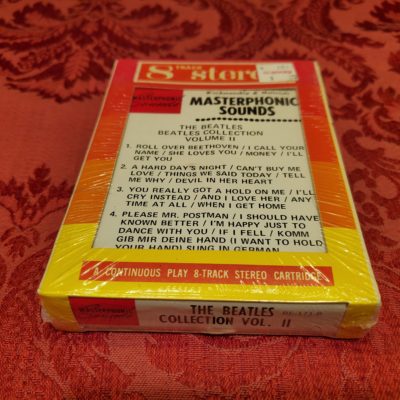 8 TRACK stereo
Workmanship & Materials
MASTERPHONIC
SOUNDS
THE BEATLES
BEATLES COLLECTION
VOLUME II
1. ROLL OVER BEETHOVEN / I CALL YOUR
NAME / SHE LOVES YOU / MONEY / I'LL
GET YOU
2. A HARD DAY'S NIGHT / CAN'T BUY ME
LOVE / THINGS WE SAID TODAY / TELL
ME WHY / DEVIL IN HER HEART
3. YOU REALLY GOT A HOLD ON ME / I'LL
CRY INSTEAD / AND I LOVE HER / ANY
TIME AT ALL / WHEN I GET HOME
4. PLEASE MR. POSTMAN / I SHOULD HAVE
KNOWN BETTER / I'M HAPPY JUST TO
DANCE WITH YOU / IF I FELL / KOMM
GIB MIR DEINE HAND (I WANT TO HOLD
YOUR HAND) SUNG IN GERMAN
8 CONTINUOUS PLAY 8-TRACK STEREO CARTRIDGE
THE BEATLES
COLLECTION VOL. II